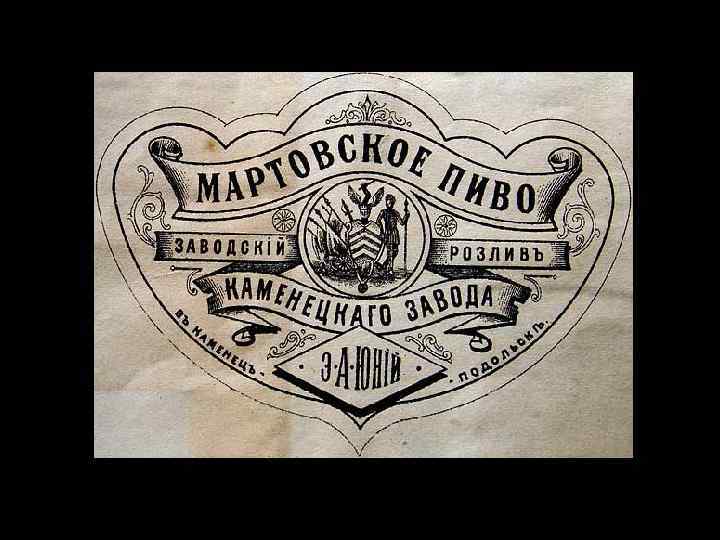 МАРТОВСКОЕ ПИВО
ЗАВОДСКІЙ РОЗЛИВЪ
КАМЕНЕЦКАГО ЗАВОДА
ВЪ КАМЕНЕЦЪ-ПОДОЛЬСКѢ.
Э·А·ЮНІЙ